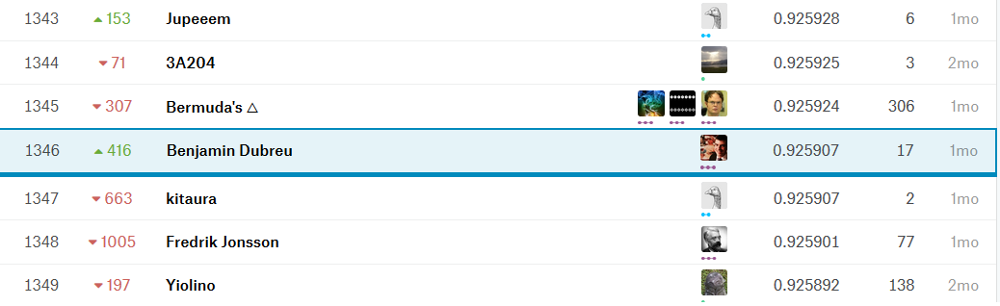 1343 153 Jupeeem 0.925928 6 1mo
1344 71 3A204 0.925925 3 2mo
1345 307 Bermuda's △ 0.925924 306 1mo
1346 416 Benjamin Dubreu 0.925907 17 1mo
1347 663 kitaura 0.925907 2 1mo
1348 1005 Fredrik Jonsson 0.925901 77 1mo
1349 197 Yiolino 0.925892 138 2mo